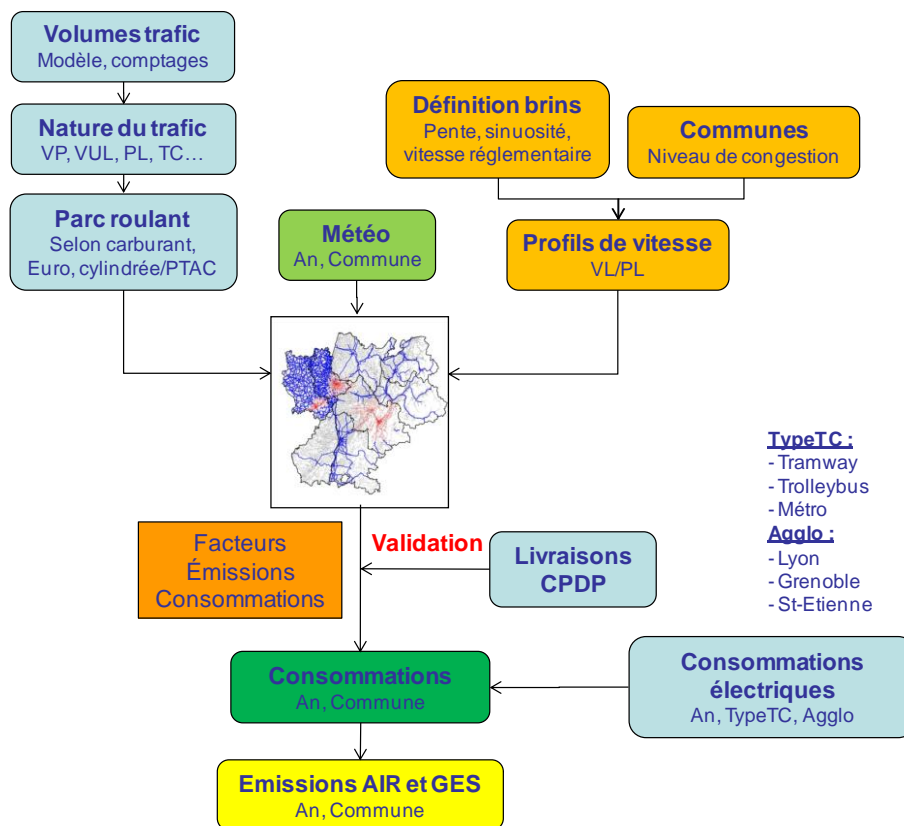 Volumes trafic
Modèle, comptages
Nature du trafic
VP, VUL, PL, TC…
Parc roulant
Selon carburant,
Euro, cylindrée/PTAC
Météo
An, Commune
Définition brins
Pente, sinuosité,
vitesse réglementaire
Communes
Niveau de congestion
Profils de vitesse
VL/PL
TypeTC :
- Tramway
- Trolleybus
- Métro
Agglo :
- Lyon
- Grenoble
- St-Etienne
Facteurs
Émissions
Consommations
Validation
Livraisons
CPDP
Consommations
An, Commune
Consommations
électriques
An, TypeTC, Agglo
Emissions AIR et GES
An, Commune